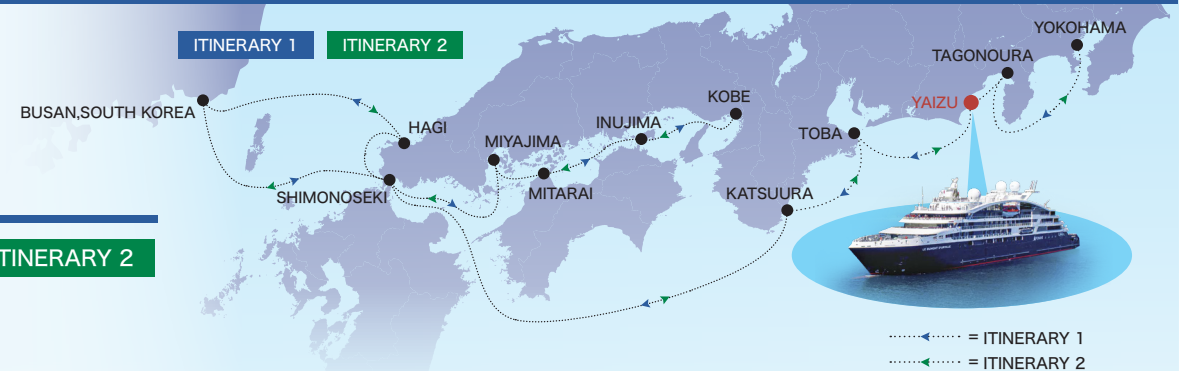 ITINERARY 1
ITINERARY 2
YOKOHAMA
TAGONOURA
YAIZU
KOBE
BUSAN,SOUTH KOREA
INUJIMA
HAGI
TOBA
MIYAJIMA
SHIMONOSEKI
MITARAI
KATSUURA
TINERARY 2
= ITINERARY 1
= ITINERARY 2